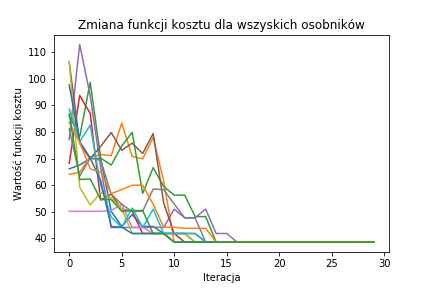 Zmiana funkcji kosztu dla wszyskich osobników
Wartość funkcji kosztu
110
100
90
80
70
60
50
40
0 5 10 15 20 25 30
Iteracja